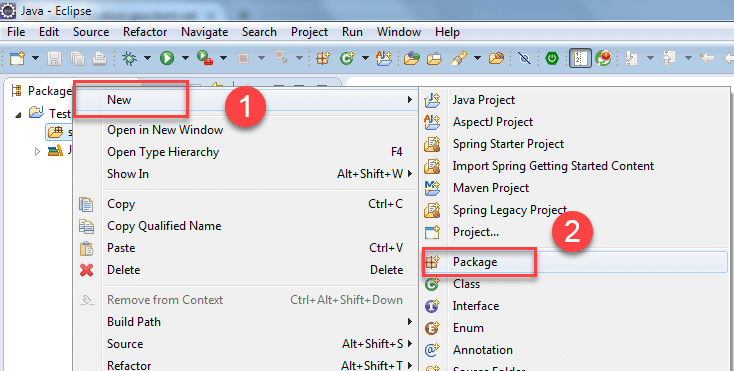 Java - Eclipse
File Edit Source Refactor Navigate Search Project Run Window Help
Package
Test
New
1
Open in New Window
Open Type Hierarchy F4
Show In Alt+Shift+W
Copy Ctrl+C
Copy Qualified Name
Paste Ctrl+V
Delete Delete
Remove from Context Ctrl+Alt+Shift+Down
Build Path
Source Alt+Shift+S
Refactor Alt+Shift+T
Java Project
AspectJ Project
Spring Starter Project
Import Spring Getting Started Content
Maven Project
Spring Legacy Project
Project...
2
Package
Class
Interface
Enum
Annotation
Source Folder